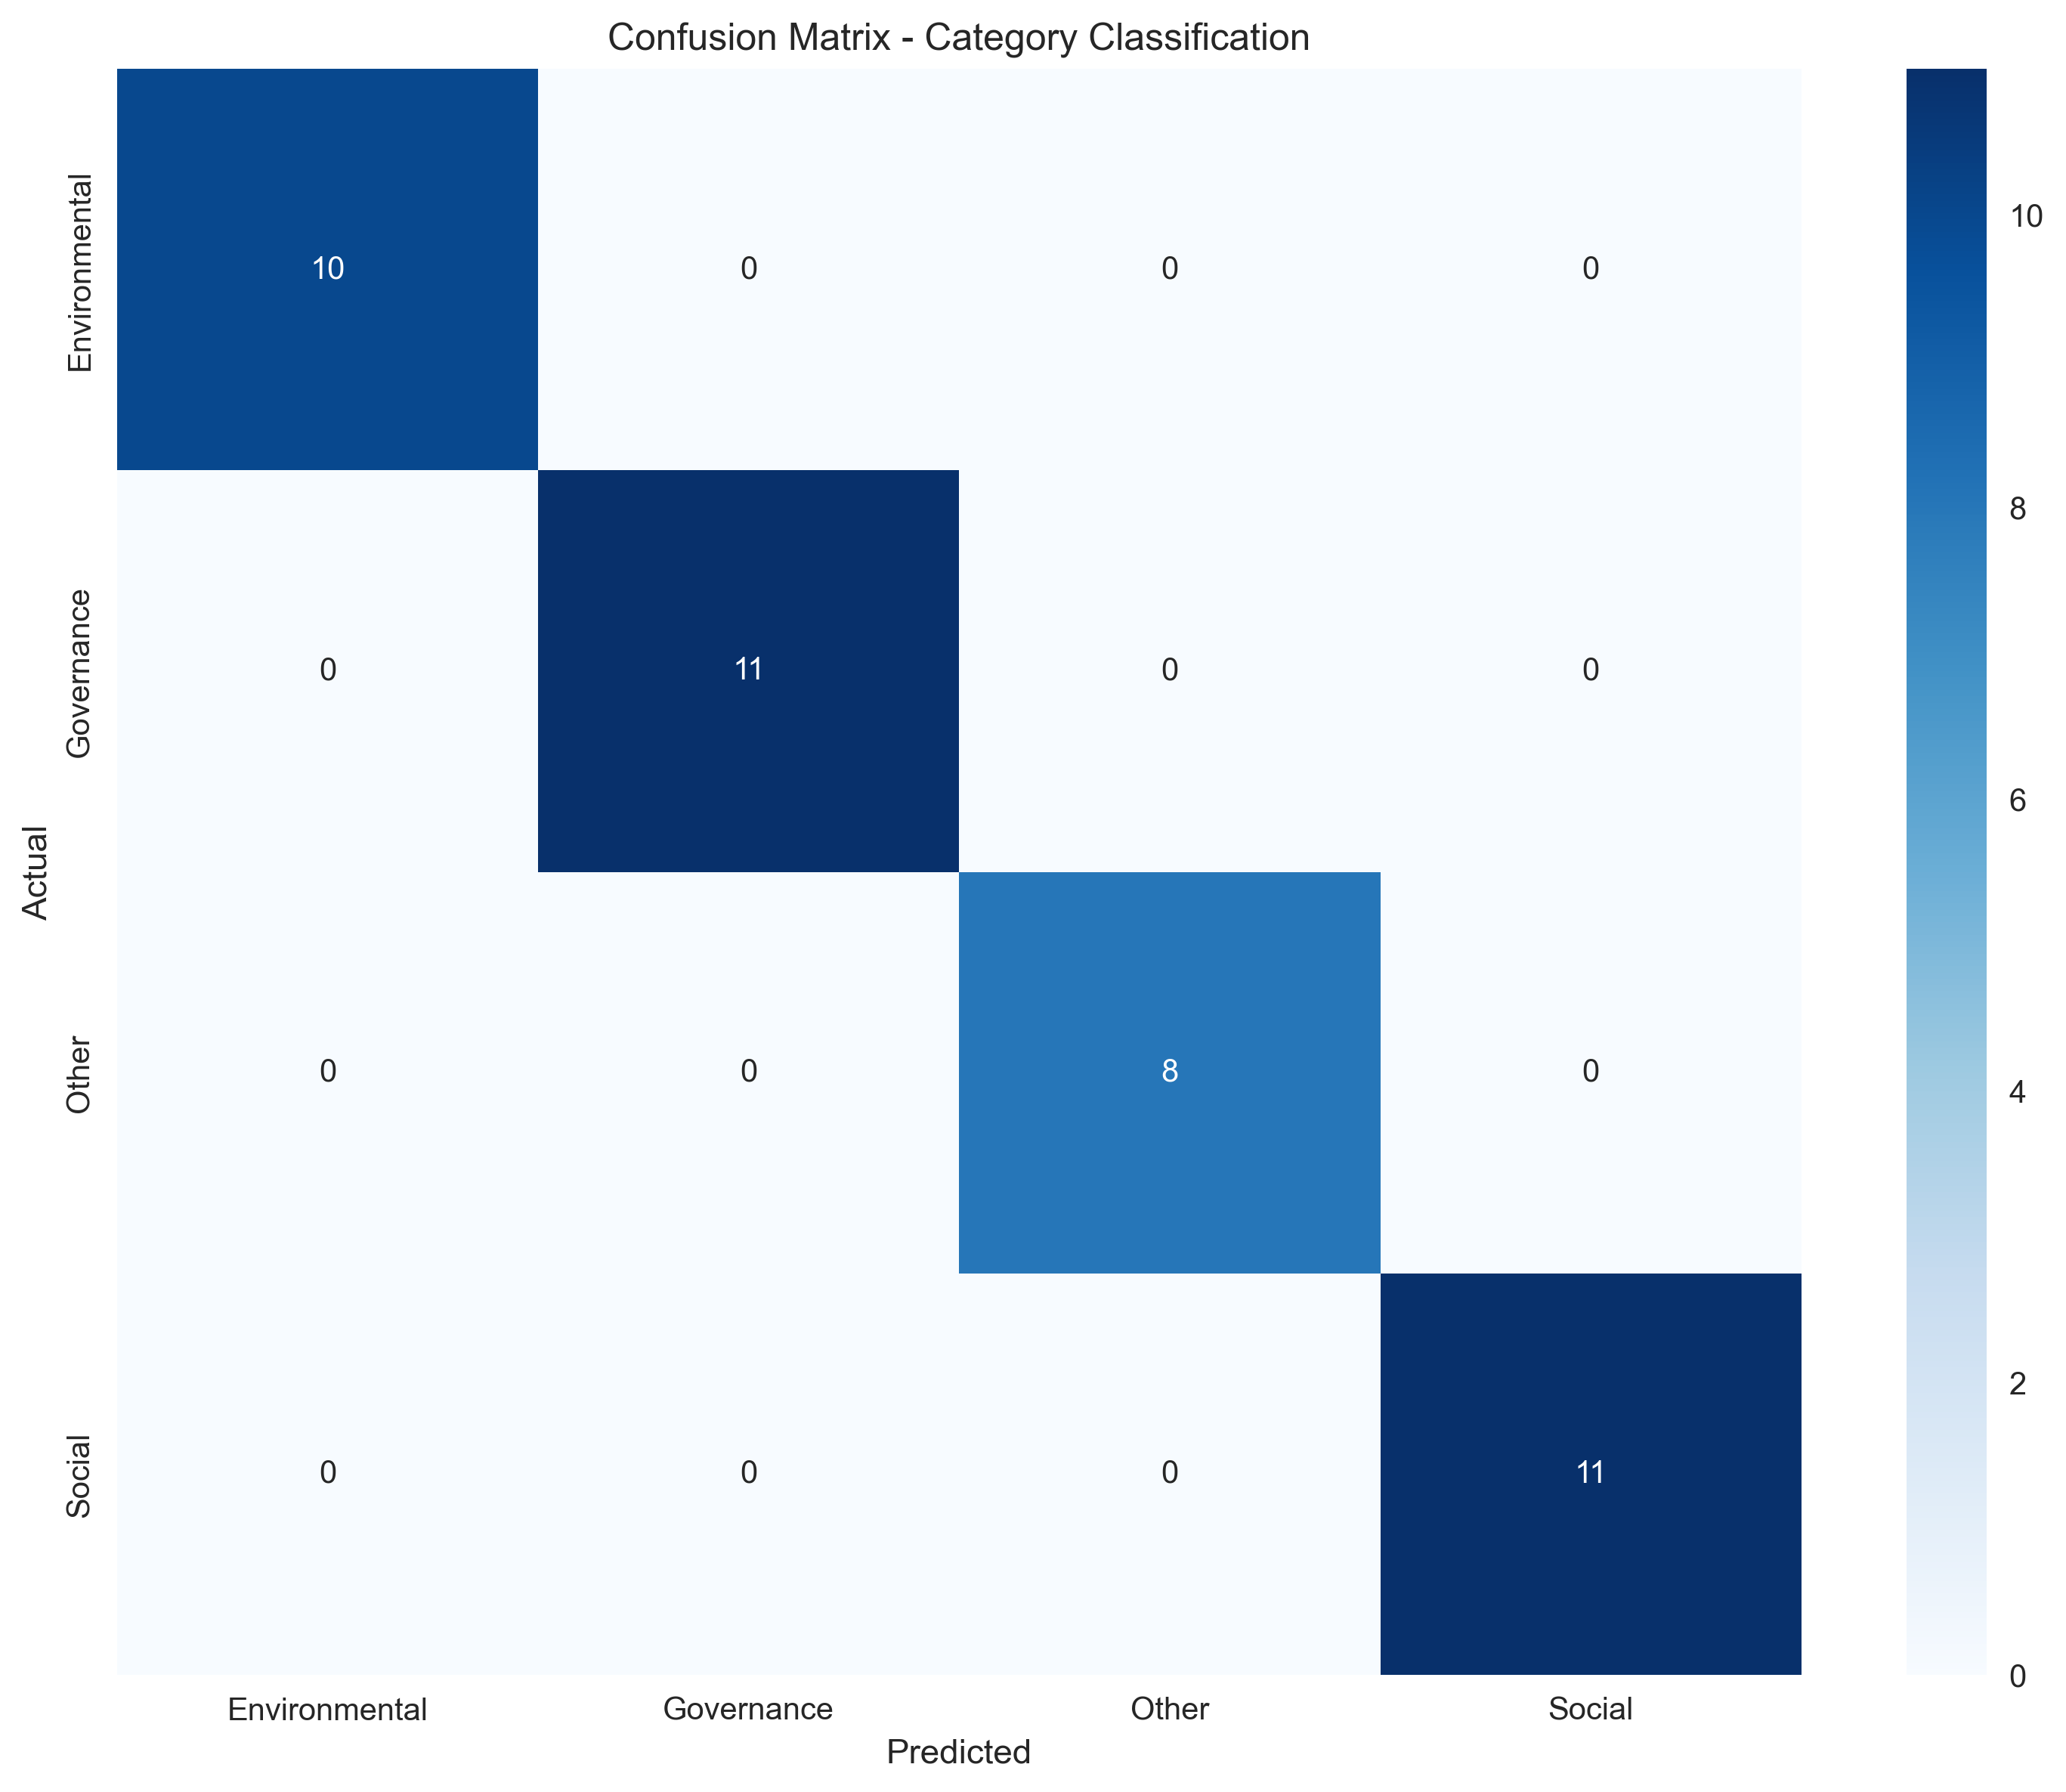 Confusion Matrix - Category Classification
Actual
Environmental
10 0 0 0
Governance
0 11 0 0
Other
0 0 8 0
Social
0 0 0 11
Environmental Governance Other Social
Predicted
10
8
6
4
2
0